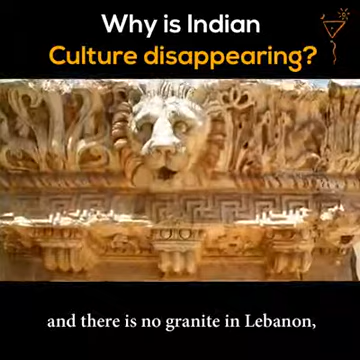 Why is Indian
Culture disappearing?
and there is no granite in Lebanon,